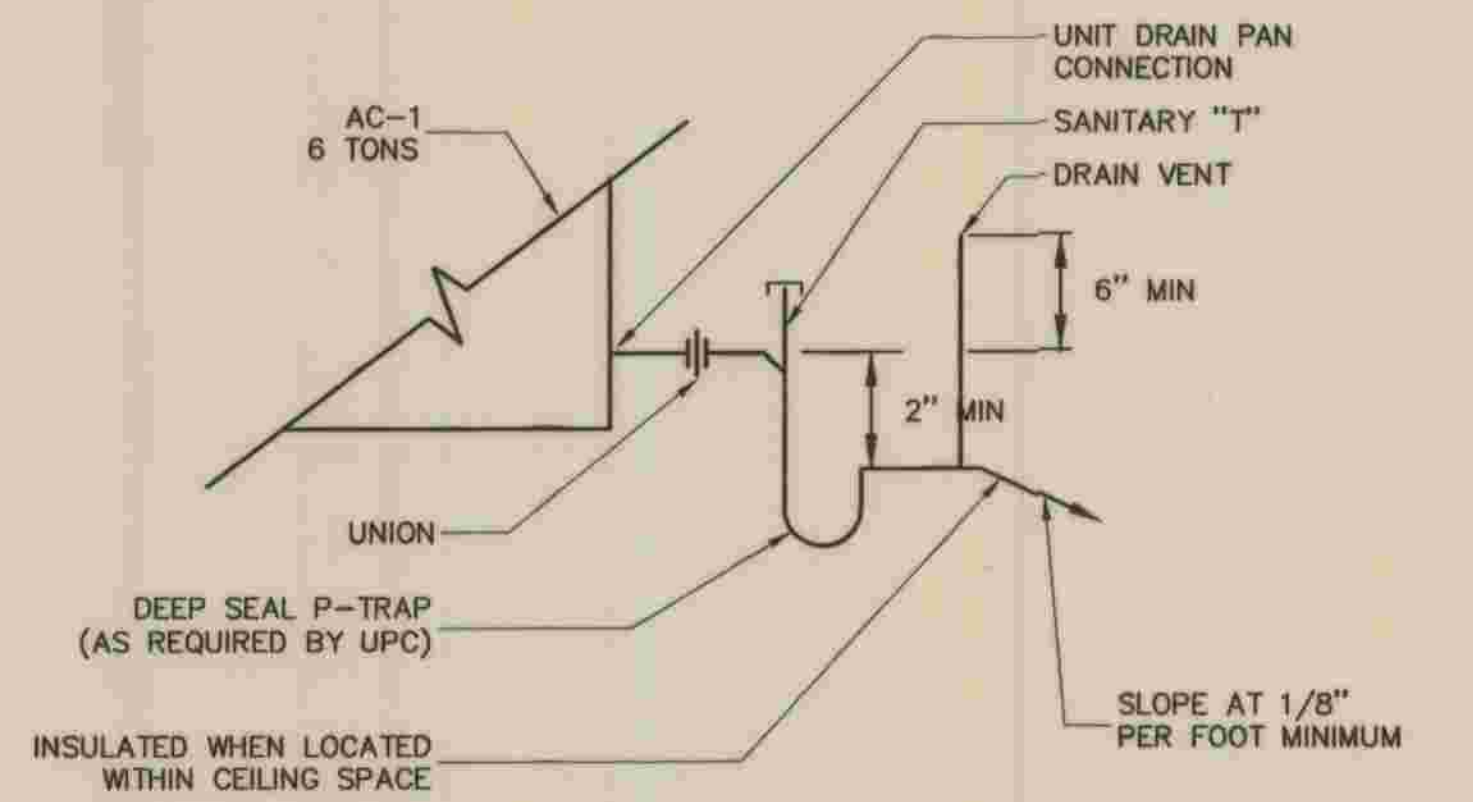 UNIT DRAIN PAN
CONNECTION
AC-1
6 TONS
SANITARY "T"
DRAIN VENT
6" MIN
2" MIN
UNION
DEEP SEAL P-TRAP
(AS REQUIRED BY UPC)
SLOPE AT 1/8"
PER FOOT MINIMUM
INSULATED WHEN LOCATED
WITHIN CEILING SPACE